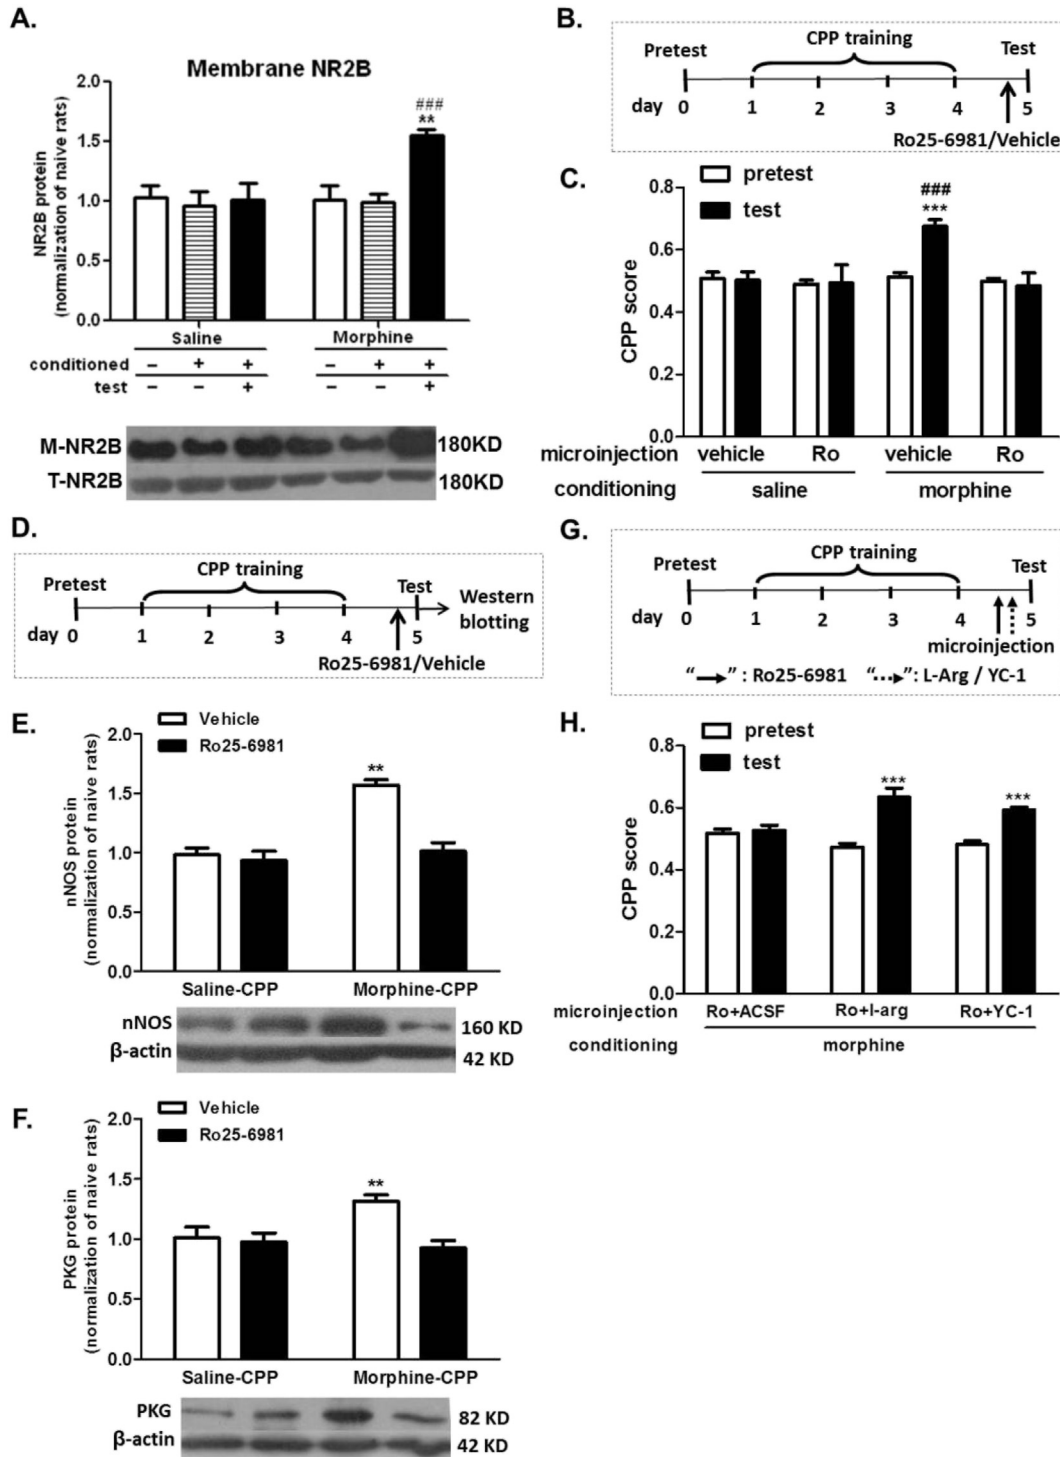 A.
Membrane NR2B
NR2B protein
(normalization of naive rats)
2.0
1.5
1.0
0.5
0.0
###
**
Saline Morphine
conditioned − + + − + +
test − − + − − +
M-NR2B 180KD
T-NR2B 180KD
B.
CPP training
Pretest Test
day 0 1 2 3 4 5
Ro25-6981/Vehicle
C.
pretest
test
CPP score
0.8
0.6
0.4
0.2
0.0
###
***
microinjection vehicle Ro vehicle Ro
conditioning saline morphine
D.
CPP training
Pretest Test
Western
blotting
day 0 1 2 3 4 5
Ro25-6981/Vehicle
E.
Vehicle
Ro25-6981
nNOS protein
(normalization of naive rats)
2.0
1.5
1.0
0.5
0.0
**
Saline-CPP Morphine-CPP
nNOS 160 KD
β-actin 42 KD
F.
Vehicle
Ro25-6981
PKG protein
(normalization of naive rats)
2.0
1.5
1.0
0.5
0.0
**
Saline-CPP Morphine-CPP
PKG 82 KD
β-actin 42 KD
G.
CPP training
Pretest Test
day 0 1 2 3 4 5
microinjection
“ ” : Ro25-6981 “ ”: L-Arg / YC-1
H.
pretest
test
CPP score
0.8
0.6
0.4
0.2
0.0
***
***
microinjection Ro+ACSF Ro+l-arg Ro+YC-1
conditioning morphine